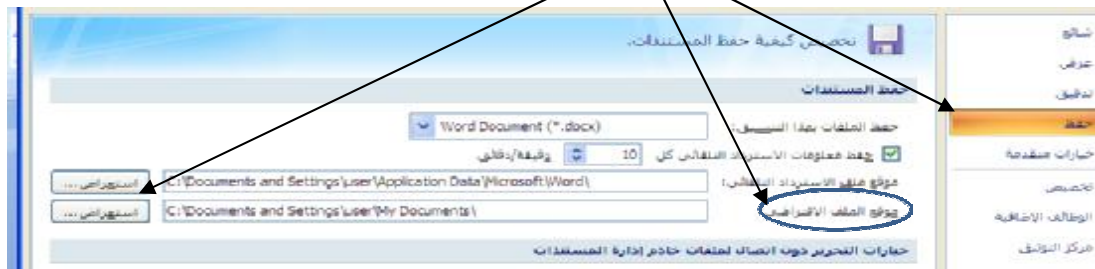 شائع
عرض
تدقيق
حفظ
خيارات متقدمة
تخصيص
الوظائف الإضافية
مركز التوثيق
تخصيص كيفية حفظ المستندات.
حفظ المستندات
حفظ الملفات بهذا التنسيق: Word Document (*.docx)
حفظ معلومات الاسترداد التلقائي كل 10 دقيقة/دقائق
موقع ملف الاسترداد التلقائي: C:\Documents and Settings\user\Application Data\Microsoft\Word\ استعراض...
موقع الملف الافتراضي: C:\Documents and Settings\user\My Documents\ استعراض...
خيارات التحرير دون اتصال لملفات خادم إدارة المستندات